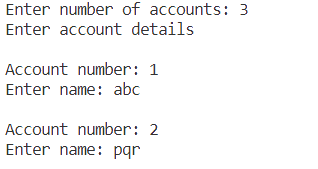 Enter number of accounts: 3
Enter account details
Account number: 1
Enter name: abc
Account number: 2
Enter name: pqr